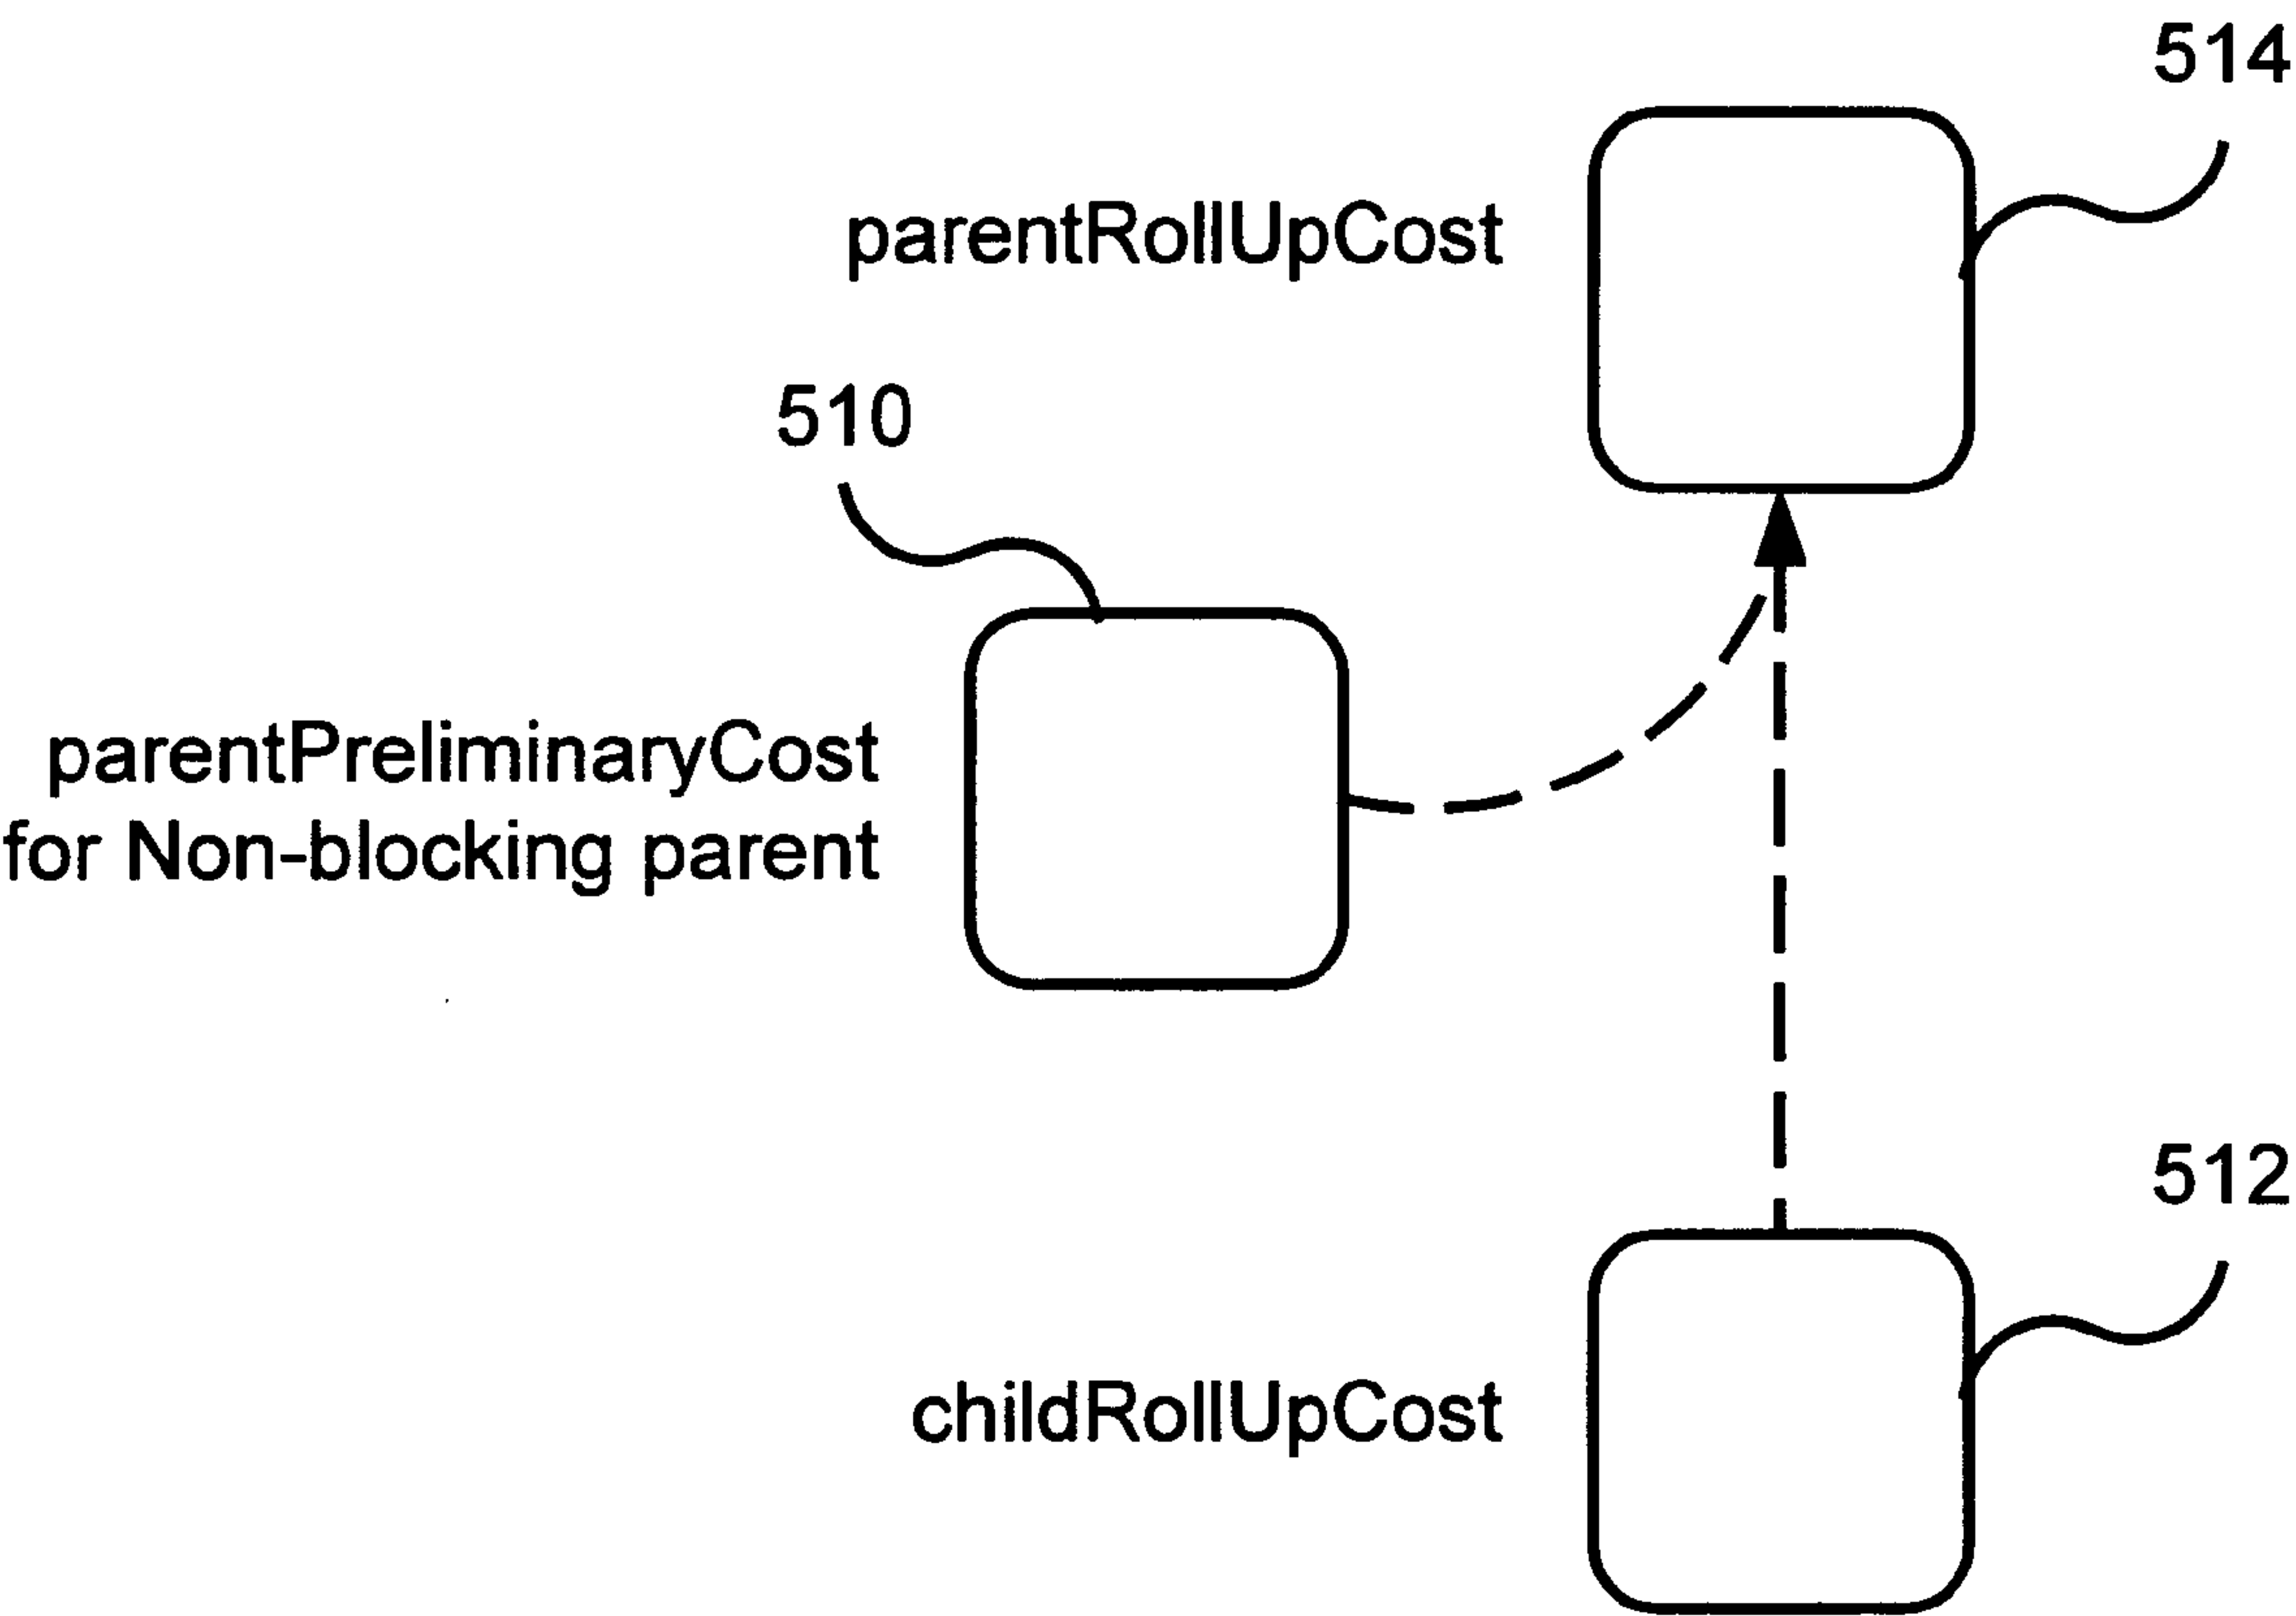 514
parentRollUpCost
510
parentPreliminaryCost
for Non-blocking parent
512
childRollUpCost